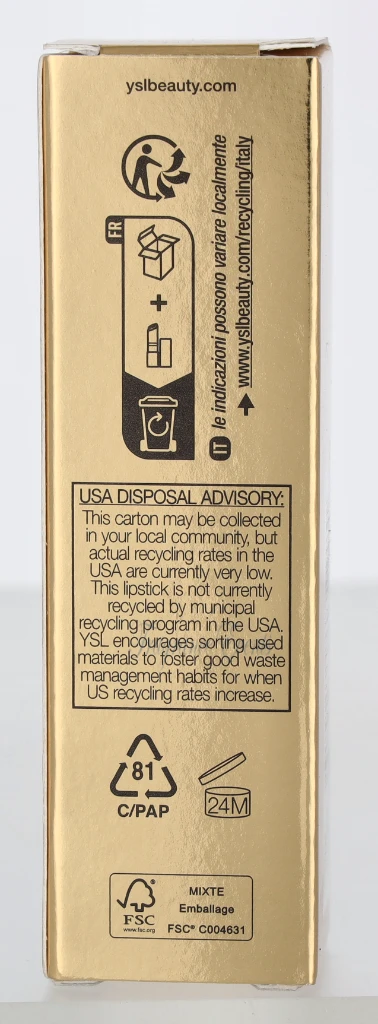 yslbeauty.com
FR
+
IT le indicazioni possono variare localmente
www.yslbeauty.com/recycling/italy
USA DISPOSAL ADVISORY:
This carton may be collected
in your local community, but
actual recycling rates in the
USA are currently very low.
This lipstick is not currently
recycled by municipal
recycling program in the USA.
YSL encourages sorting used
materials to foster good waste
management habits for when
US recycling rates increase.
81
C/PAP
24M
FSC
www.fsc.org
MIXTE
Emballage
FSC® C004631